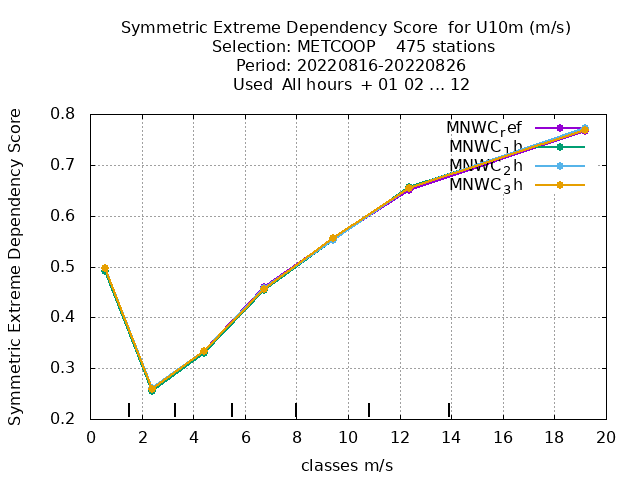 Symmetric Extreme Dependency Score  for U10m (m/s)
Selection: METCOOP    475 stations
Period: 20220816-20220826
Used  All hours  + 01 02 ... 12
Symmetric Extreme Dependency Score
0.8
0.7
0.6
0.5
0.4
0.3
0.2
MNWCref
MNWC1h
MNWC2h
MNWC3h
0 2 4 6 8 10 12 14 16 18 20
classes m/s